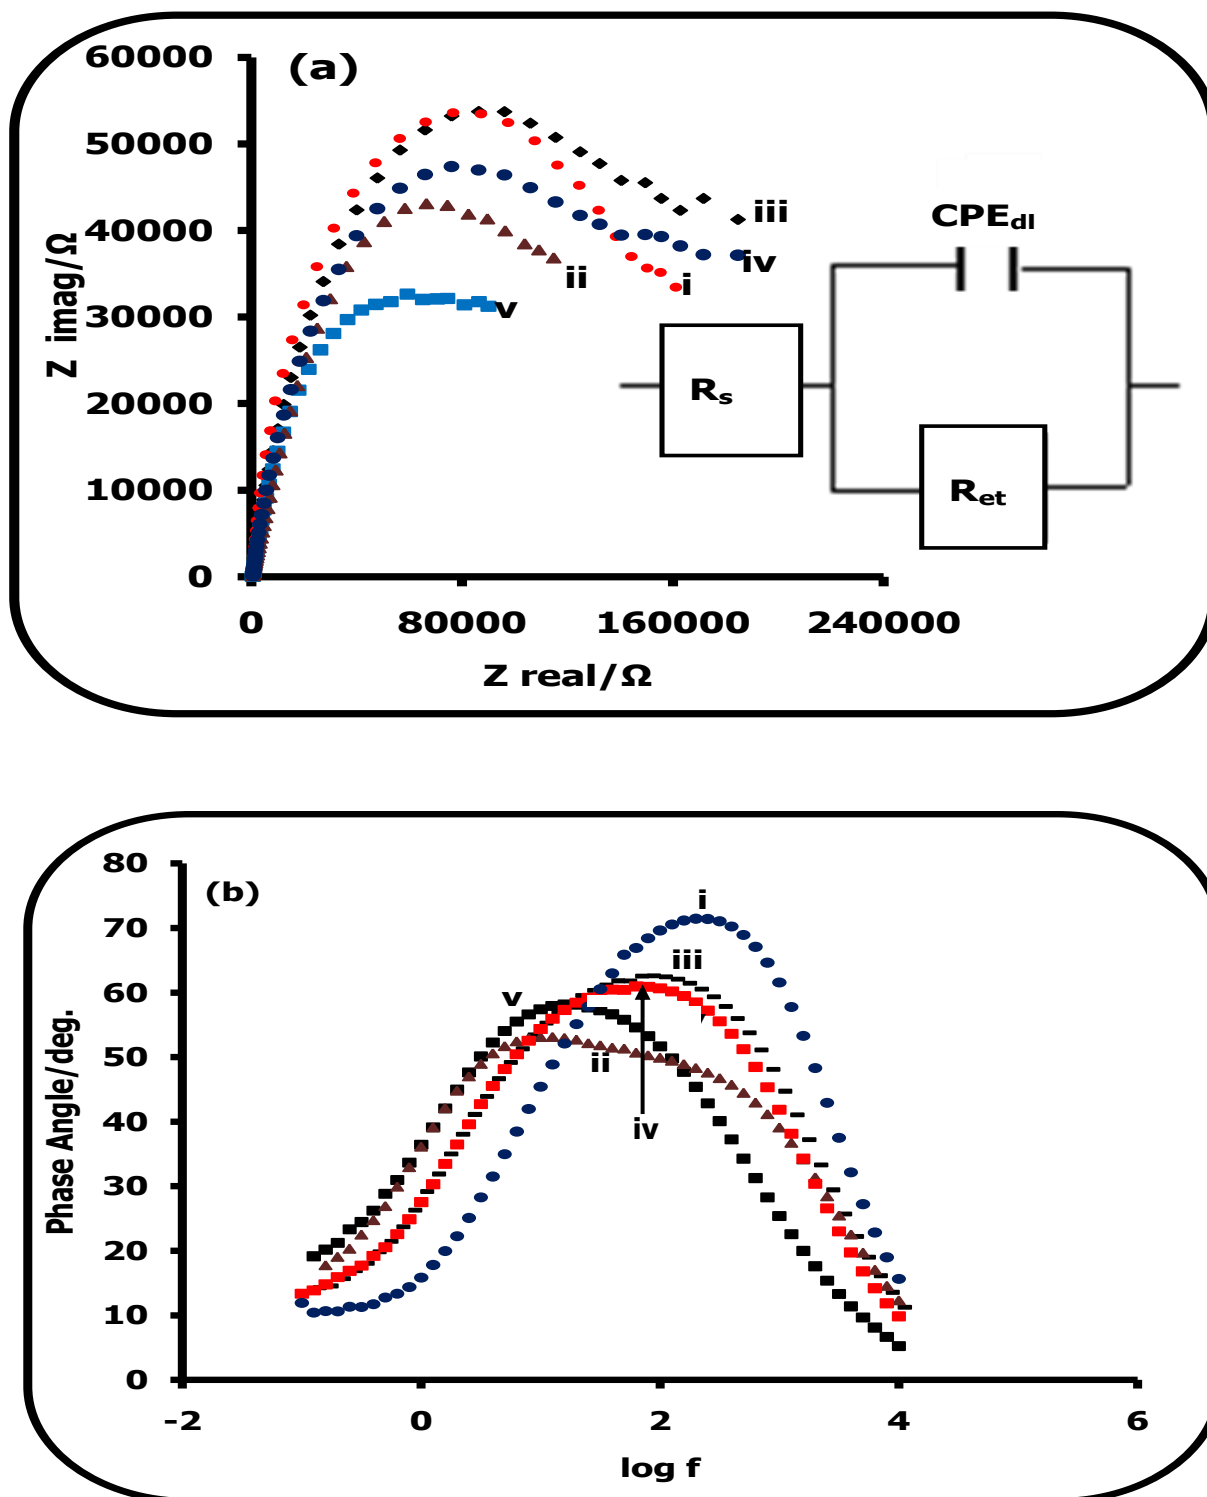 60000
(a)
50000
40000
30000
20000
10000
0
Z imag/Ω
iii
iv
ii
i
v
CPEdl
Rs
Ret
0 80000 160000 240000
Z real/Ω
80
(b)
70
60
50
40
30
20
10
0
Phase Angle/deg.
i
iii
v
ii
iv
-2 0 2 4 6
log f